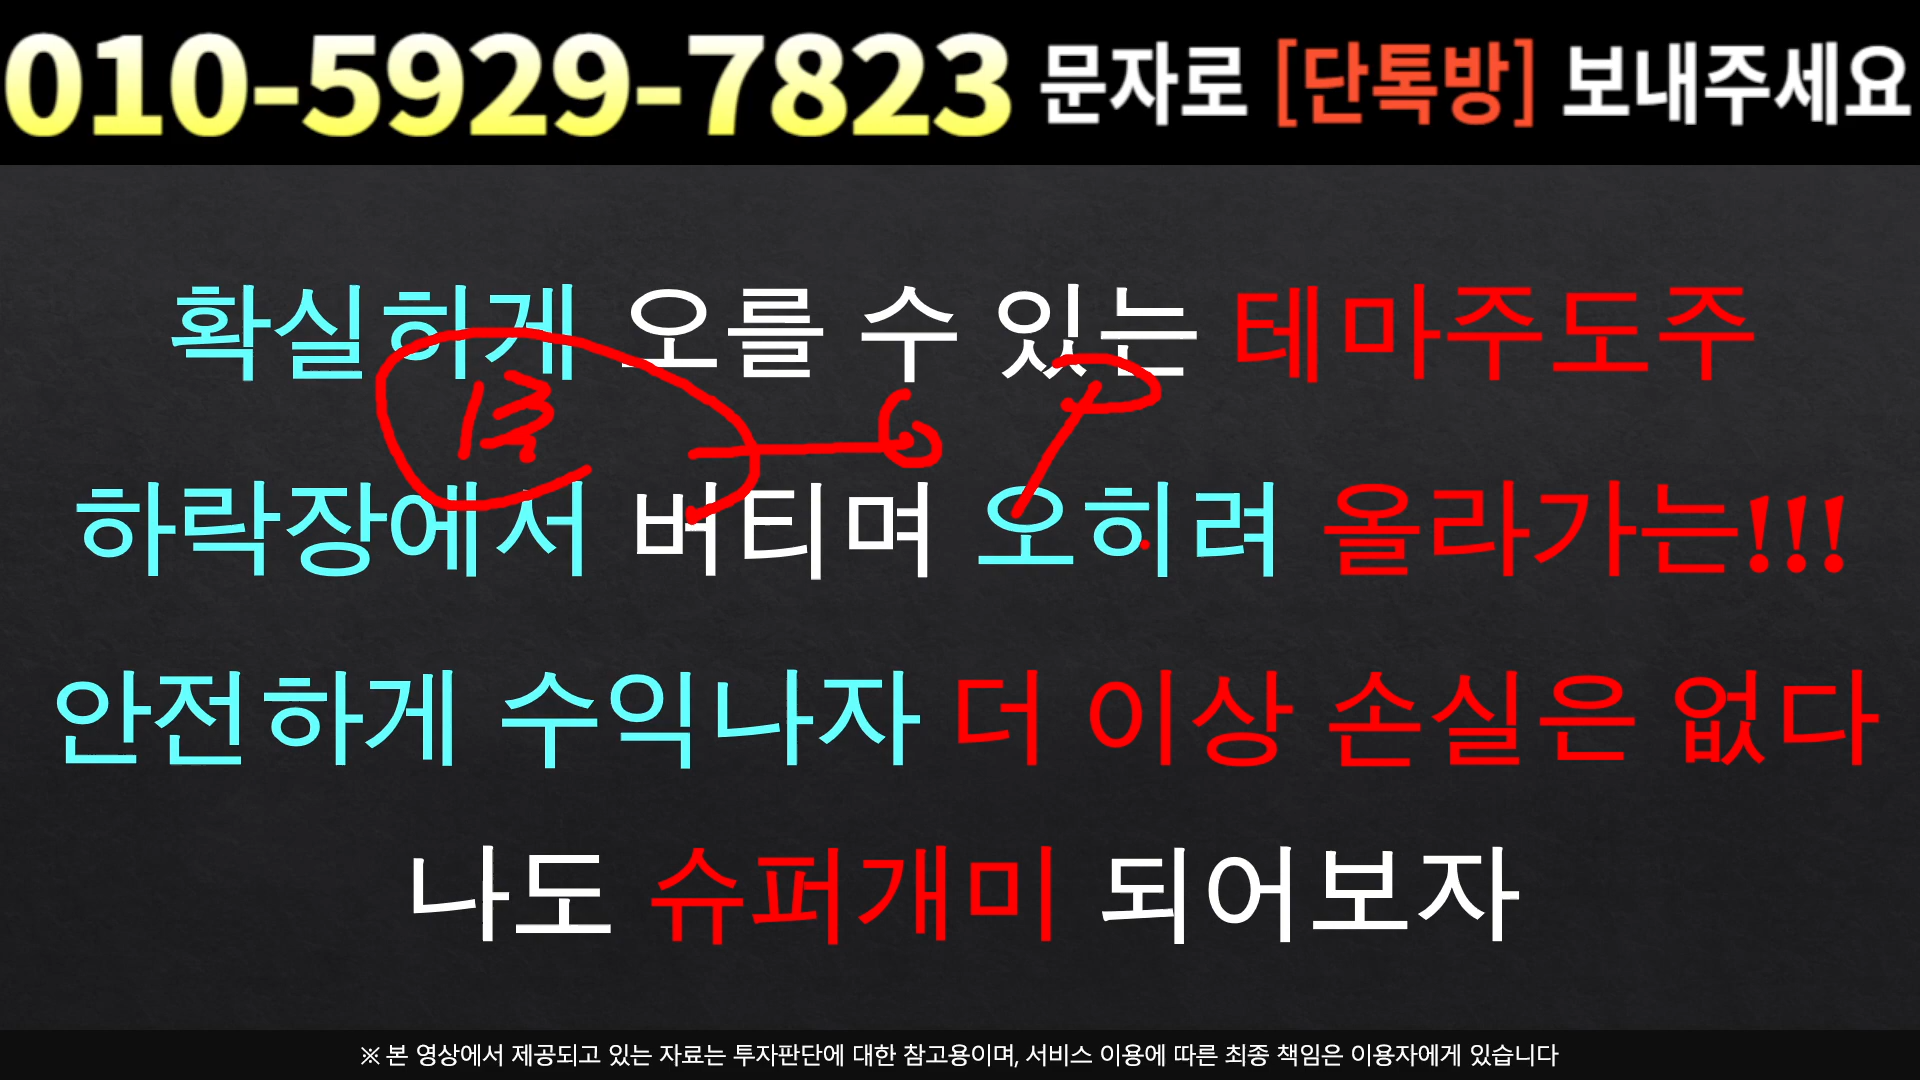 010-5929-7823 문자로 [단톡방] 보내주세요
확실하게 오를 수 있는 테마주도주
13
하락장에서 버티며 오히려 올라가는!!!
안전하게 수익나자 더 이상 손실은 없다
나도 슈퍼개미 되어보자
※ 본 영상에서 제공되고 있는 자료는 투자판단에 대한 참고용이며, 서비스 이용에 따른 최종 책임은 이용자에게 있습니다